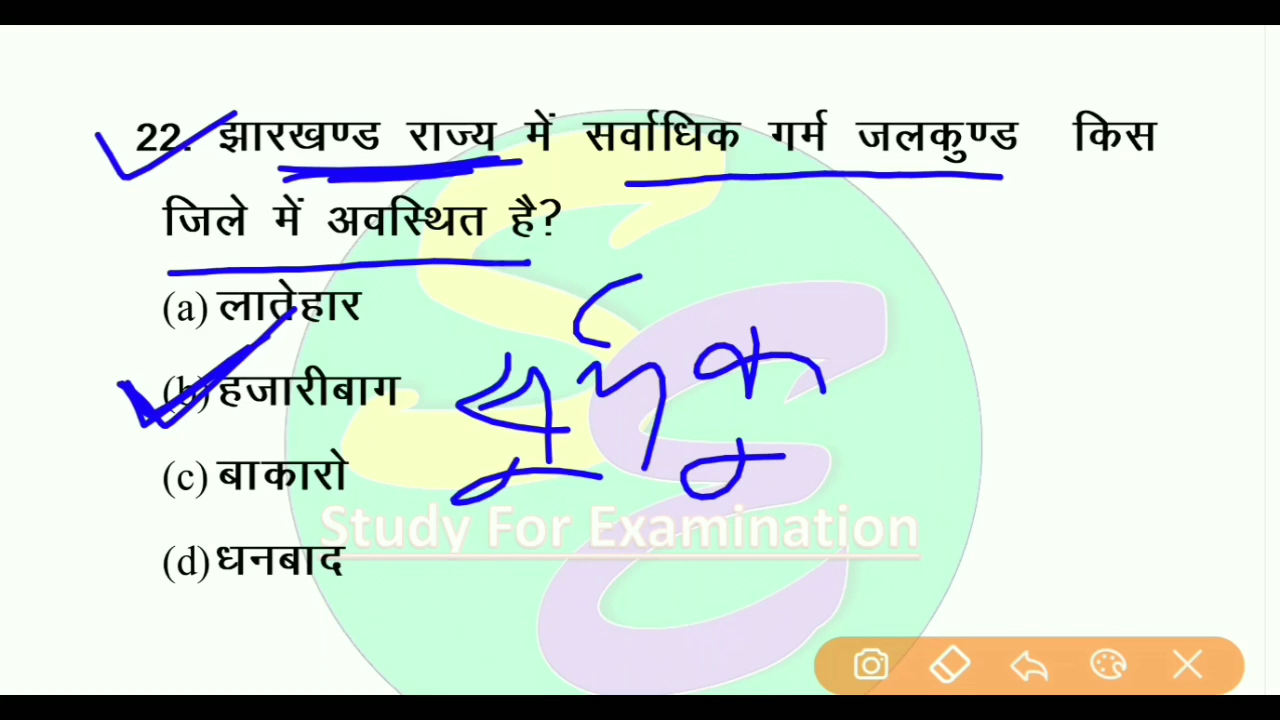 22. झारखण्ड राज्य में सर्वाधिक गर्म जलकुण्ड किस
जिले में अवस्थित है?
(a) लातेहार
(b) हजारीबाग
(c) बाकारो
(d) धनबाद
Study For Examination